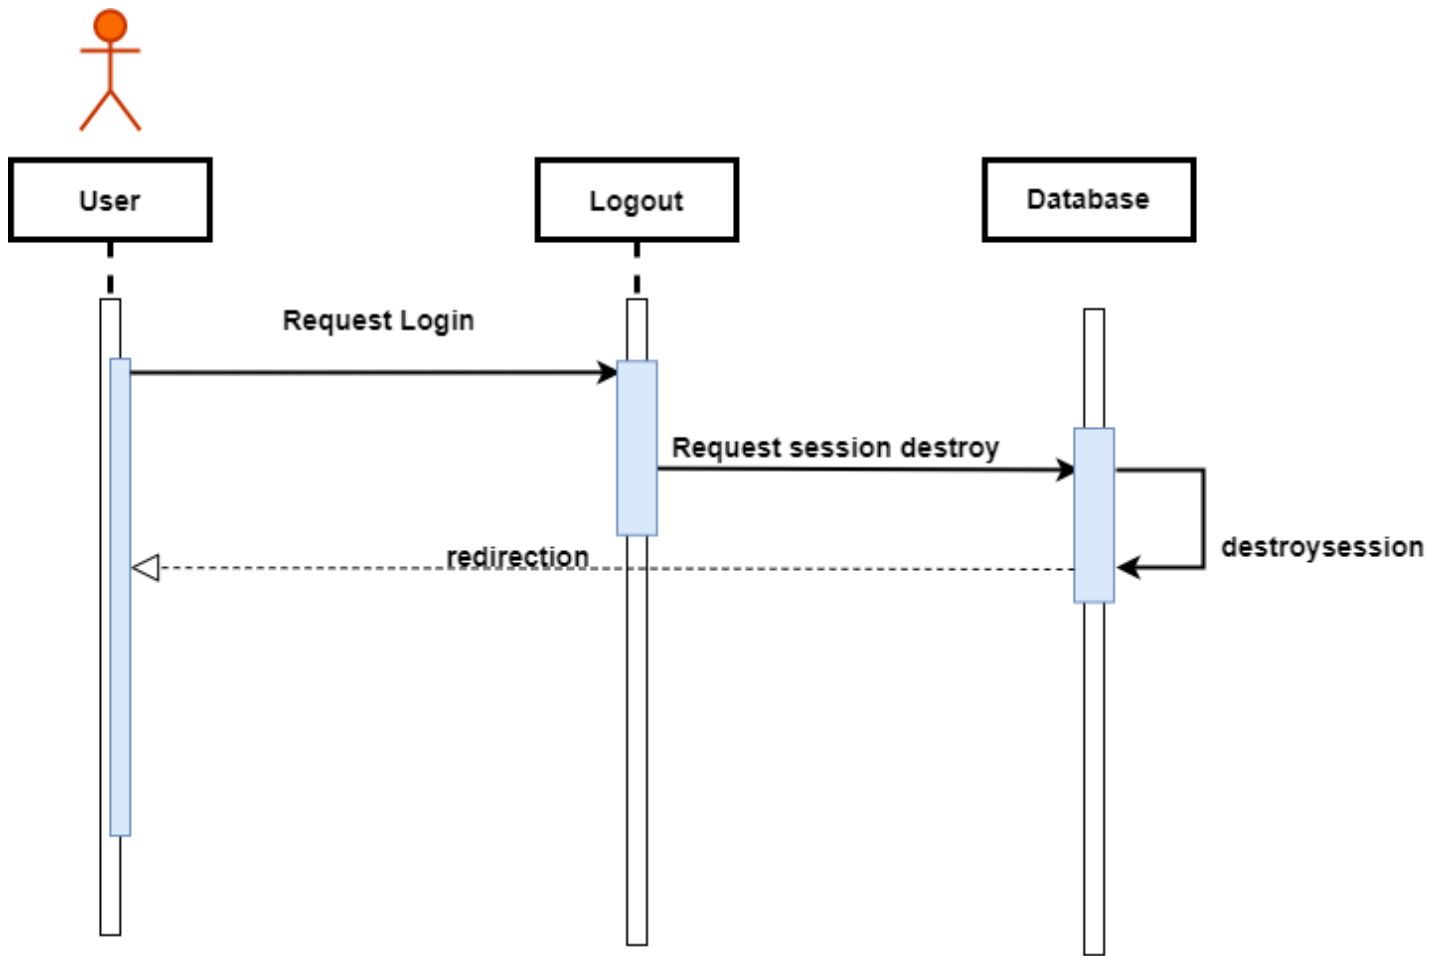 User
Logout
Database
Request Login
Request session destroy
destroysession
redirection